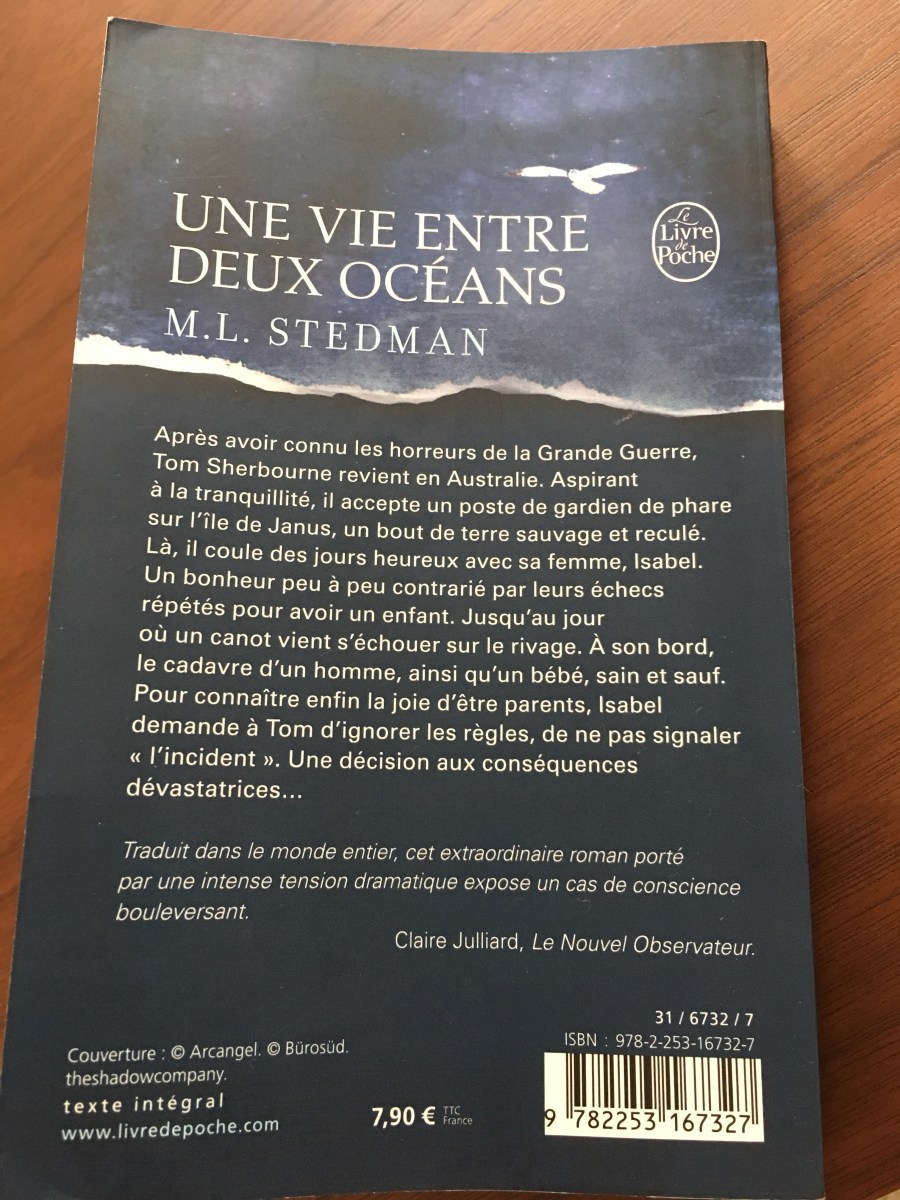 UNE VIE ENTRE
DEUX OCÉANS
M.L. STEDMAN
Le
Livre
de
Poche
Après avoir connu les horreurs de la Grande Guerre,
Tom Sherbourne revient en Australie. Aspirant
à la tranquillité, il accepte un poste de gardien de phare
sur l'île de Janus, un bout de terre sauvage et reculé.
Là, il coule des jours heureux avec sa femme, Isabel.
Un bonheur peu à peu contrarié par leurs échecs
répétés pour avoir un enfant. Jusqu'au jour
où un canot vient s'échouer sur le rivage. À son bord,
le cadavre d'un homme, ainsi qu'un bébé, sain et sauf.
Pour connaître enfin la joie d'être parents, Isabel
demande à Tom d'ignorer les règles, de ne pas signaler
« l'incident ». Une décision aux conséquences
dévastatrices...
Traduit dans le monde entier, cet extraordinaire roman porté
par une intense tension dramatique expose un cas de conscience
bouleversant.
Claire Julliard, Le Nouvel Observateur.
31 / 6732 / 7
ISBN : 978-2-253-16732-7
Couverture : © Arcangel. © Bürosüd.
theshadowcompany.
texte intégral
www.livredepoche.com
7,90 € TTC
France
9 782253 167327